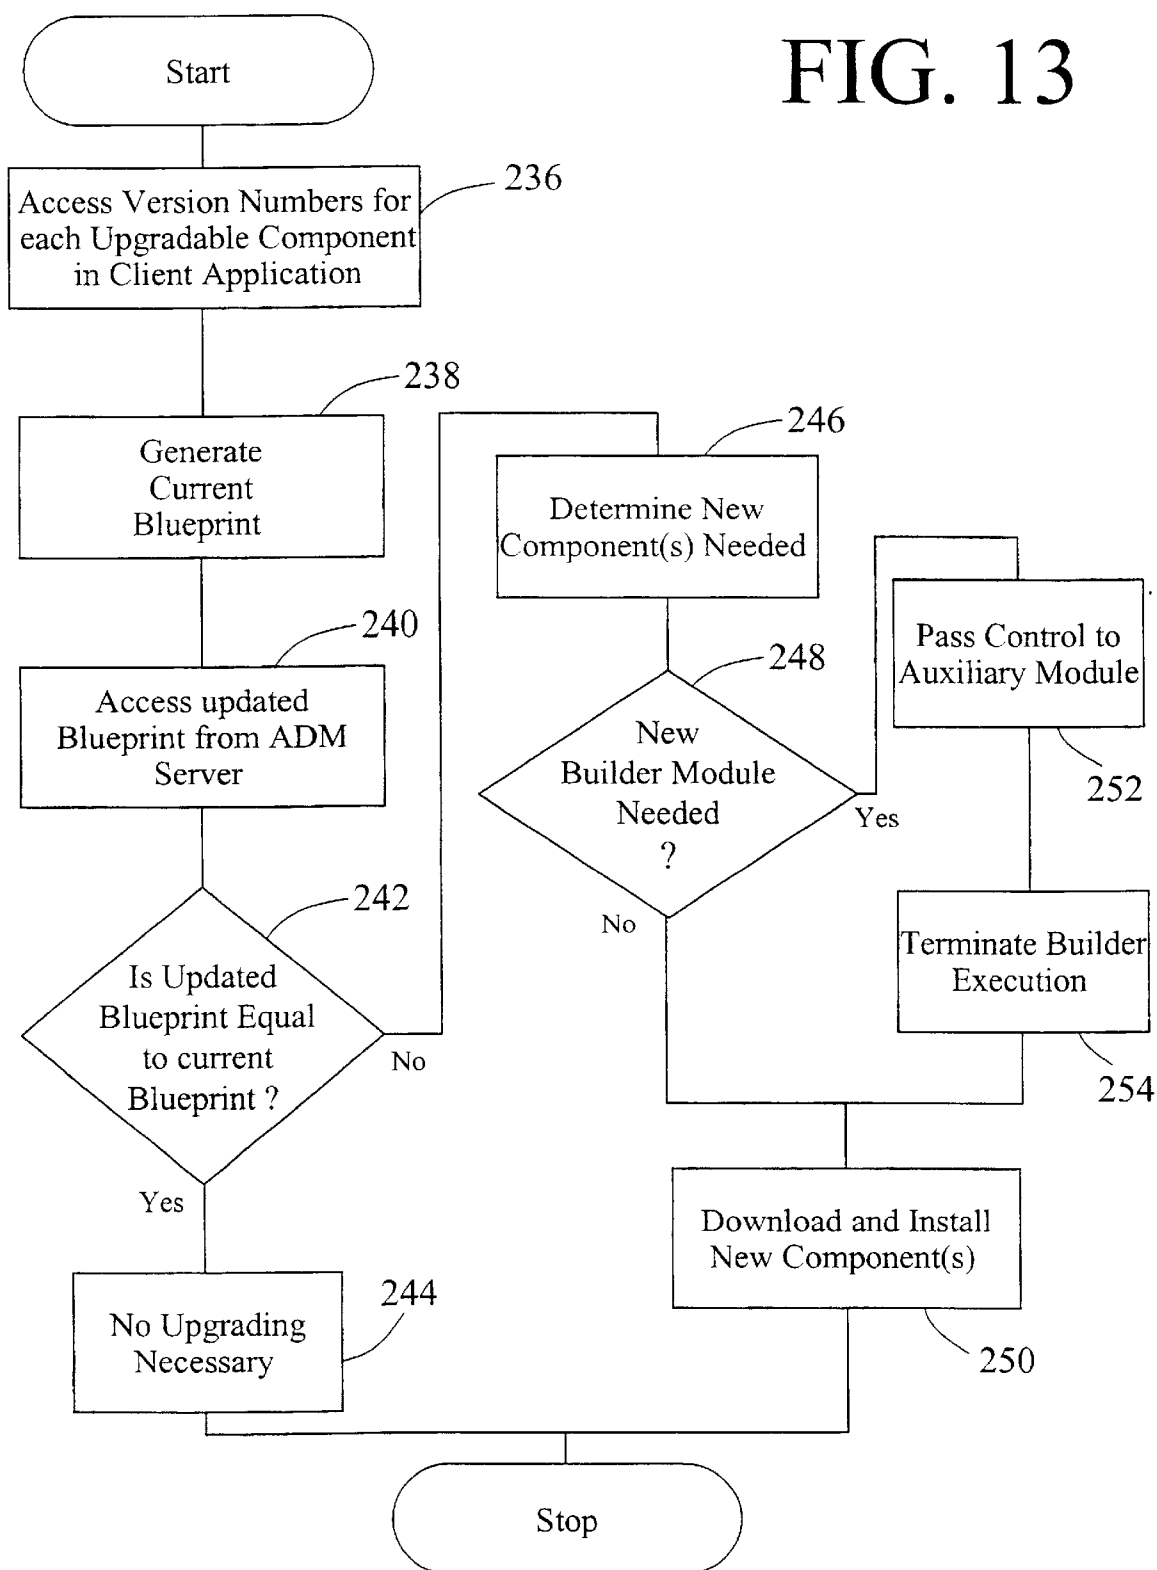 FIG. 13
Start
236
Access Version Numbers for
each Upgradable Component
in Client Application
238
Generate
Current
Blueprint
240
Access updated
Blueprint from ADM
Server
242
Is Updated
Blueprint Equal
to current
Blueprint ?
No
Yes
244
No Upgrading
Necessary
246
Determine New
Component(s) Needed
248
New
Builder Module
Needed
?
Yes
No
Pass Control to
Auxiliary Module
252
Terminate Builder
Execution
254
Download and Install
New Component(s)
250
Stop